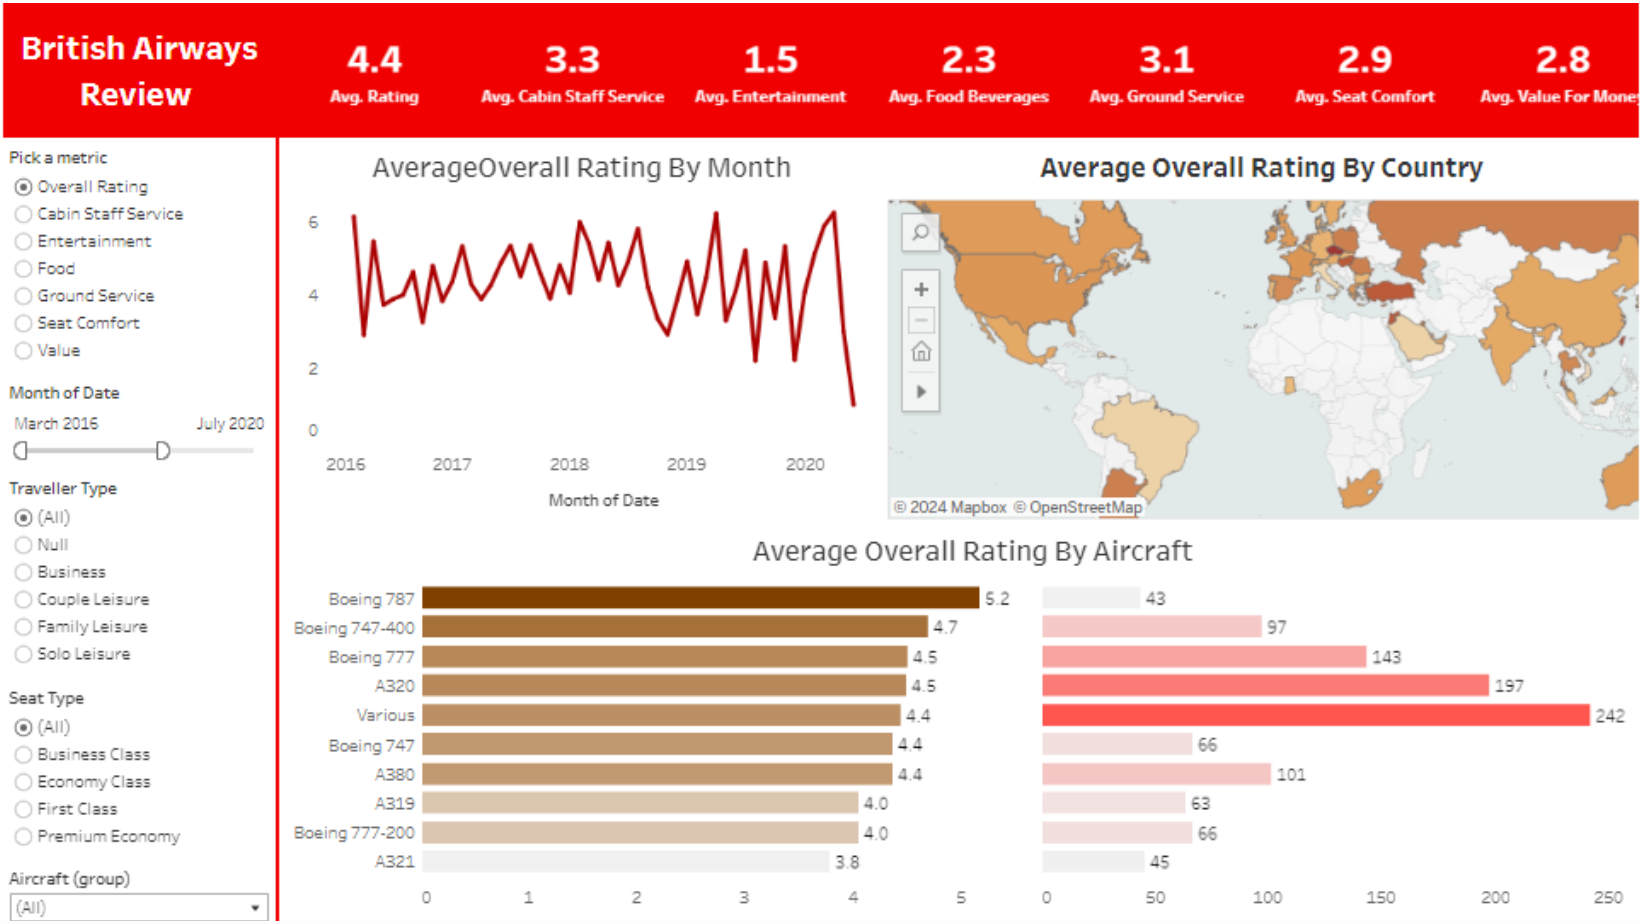 British Airways
Review
4.4
Avg. Rating
3.3
Avg. Cabin Staff Service
1.5
Avg. Entertainment
2.3
Avg. Food Beverages
3.1
Avg. Ground Service
2.9
Avg. Seat Comfort
2.8
Avg. Value For Mone
Pick a metric
Overall Rating
Cabin Staff Service
Entertainment
Food
Ground Service
Seat Comfort
Value
Month of Date
March 2016 July 2020
Traveller Type
(All)
Null
Business
Couple Leisure
Family Leisure
Solo Leisure
Seat Type
(All)
Business Class
Economy Class
First Class
Premium Economy
Aircraft (group)
(All)
AverageOverall Rating By Month
6
4
2
0
2016 2017 2018 2019 2020
Month of Date
Average Overall Rating By Country
© 2024 Mapbox © OpenStreetMap
Average Overall Rating By Aircraft
Boeing 787 5.2 43
Boeing 747-400 4.7 97
Boeing 777 4.5 143
A320 4.5 197
Various 4.4 242
Boeing 747 4.4 66
A380 4.4 101
A319 4.0 63
Boeing 777-200 4.0 66
A321 3.8 45
0 1 2 3 4 5 0 50 100 150 200 250